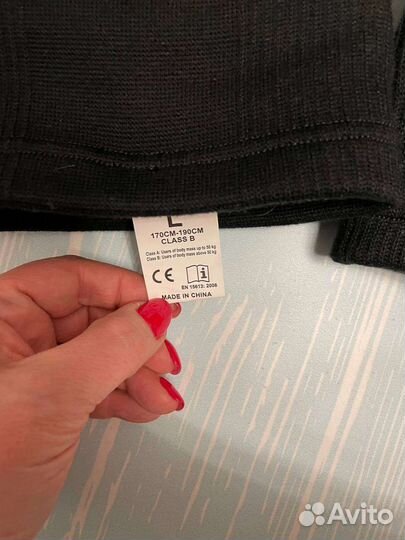 L
170CM-190CM
CLASS B
Class A: Users of body mass up to 50 kg
Class B: Users of body mass above 50 kg
CE
EN 15613: 2008
MADE IN CHINA
Avito